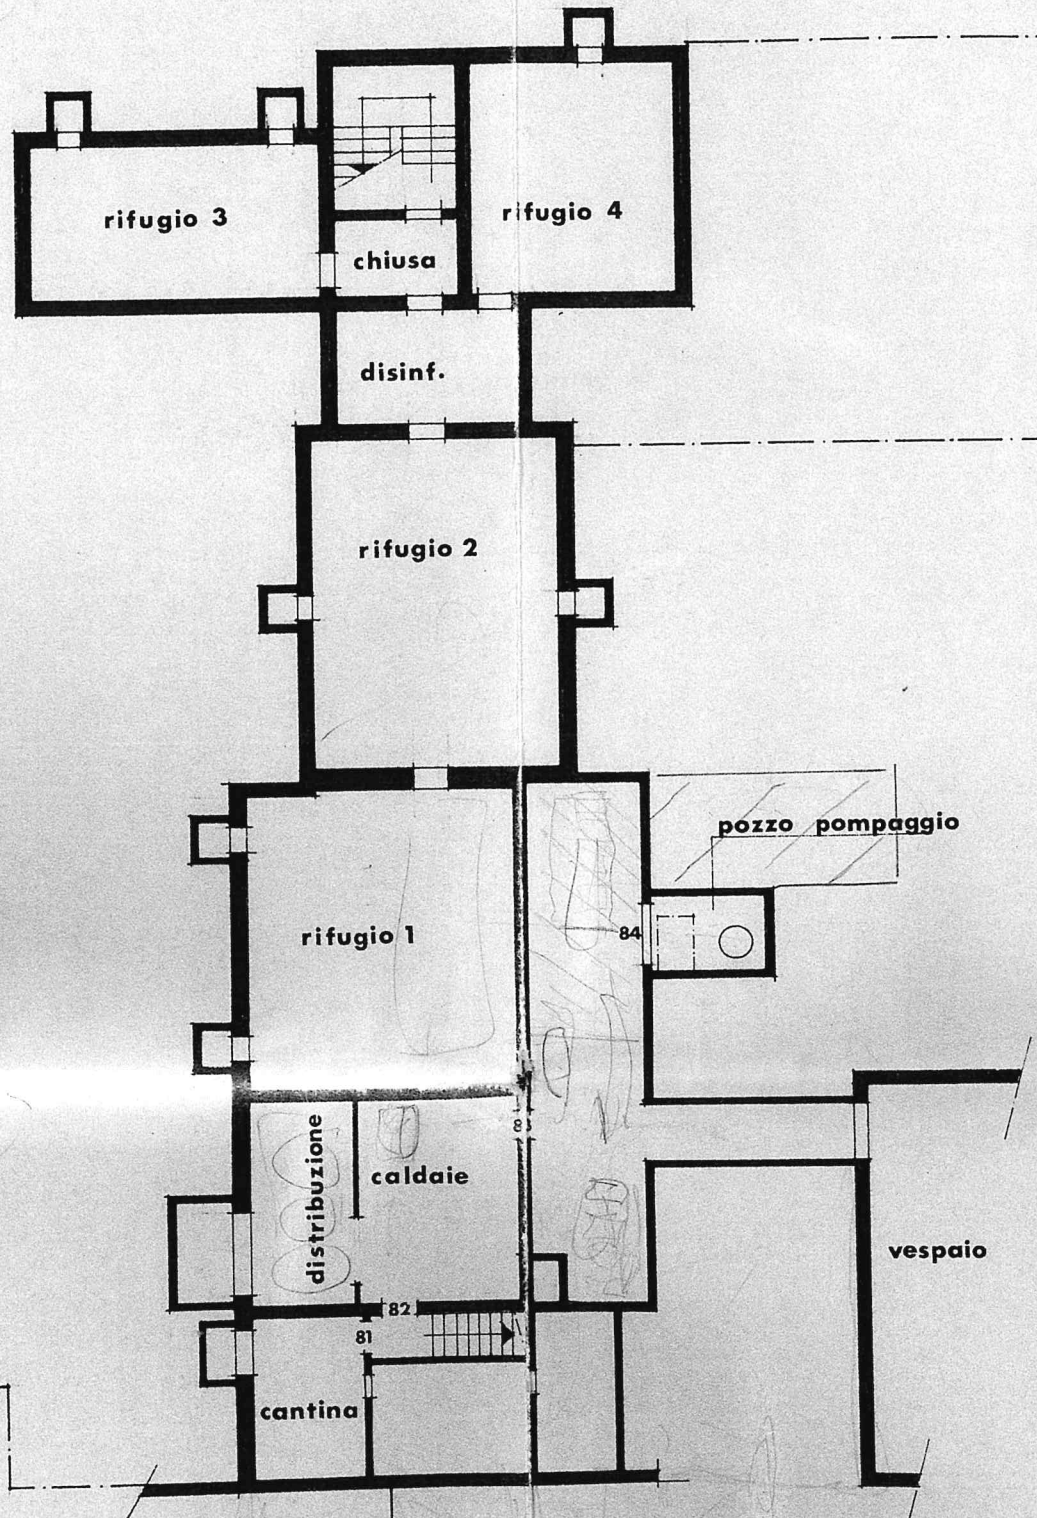 rifugio 3
rifugio 4
chiusa
disinf.
rifugio 2
pozzo pompaggio
rifugio 1
84
83
distribuzione
caldaie
vespaio
82
81
cantina